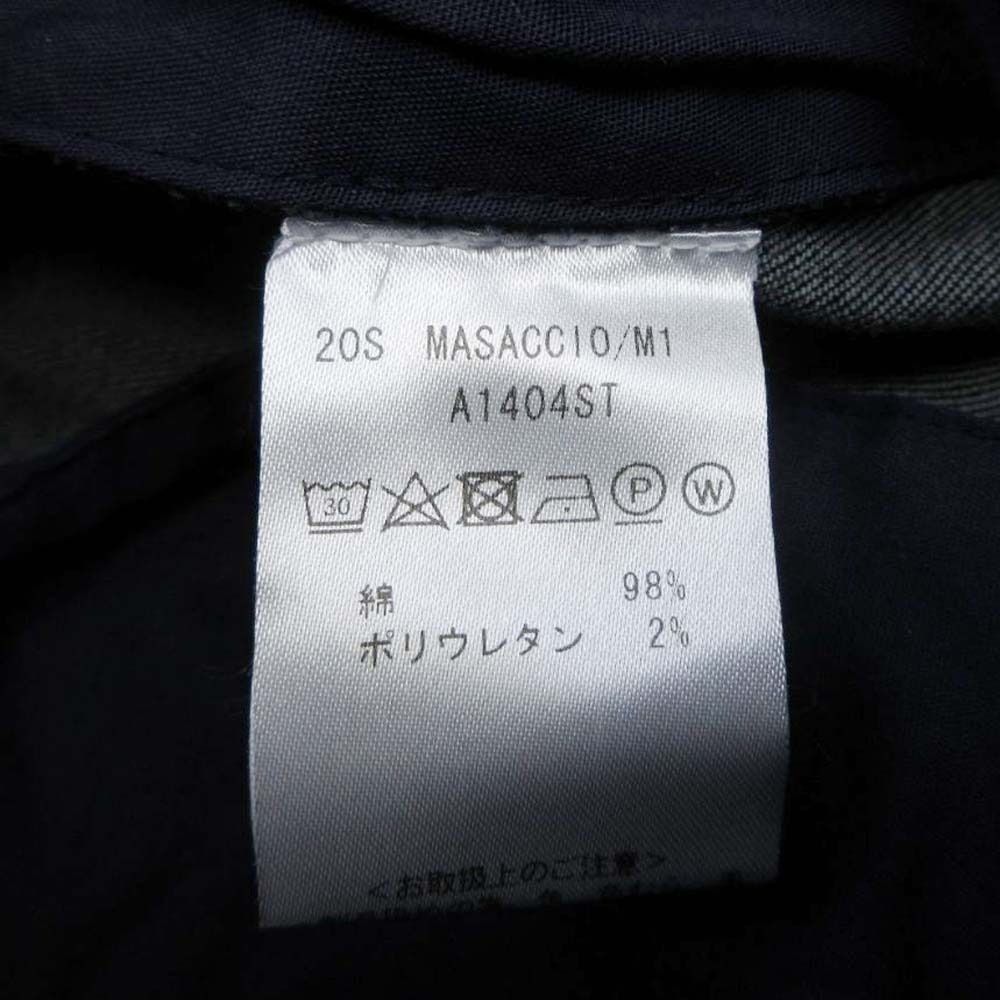 20S MASACCIO/M1
A1404ST
30 P W
綿 98%
ポリウレタン 2%
<お取扱上のご注意>